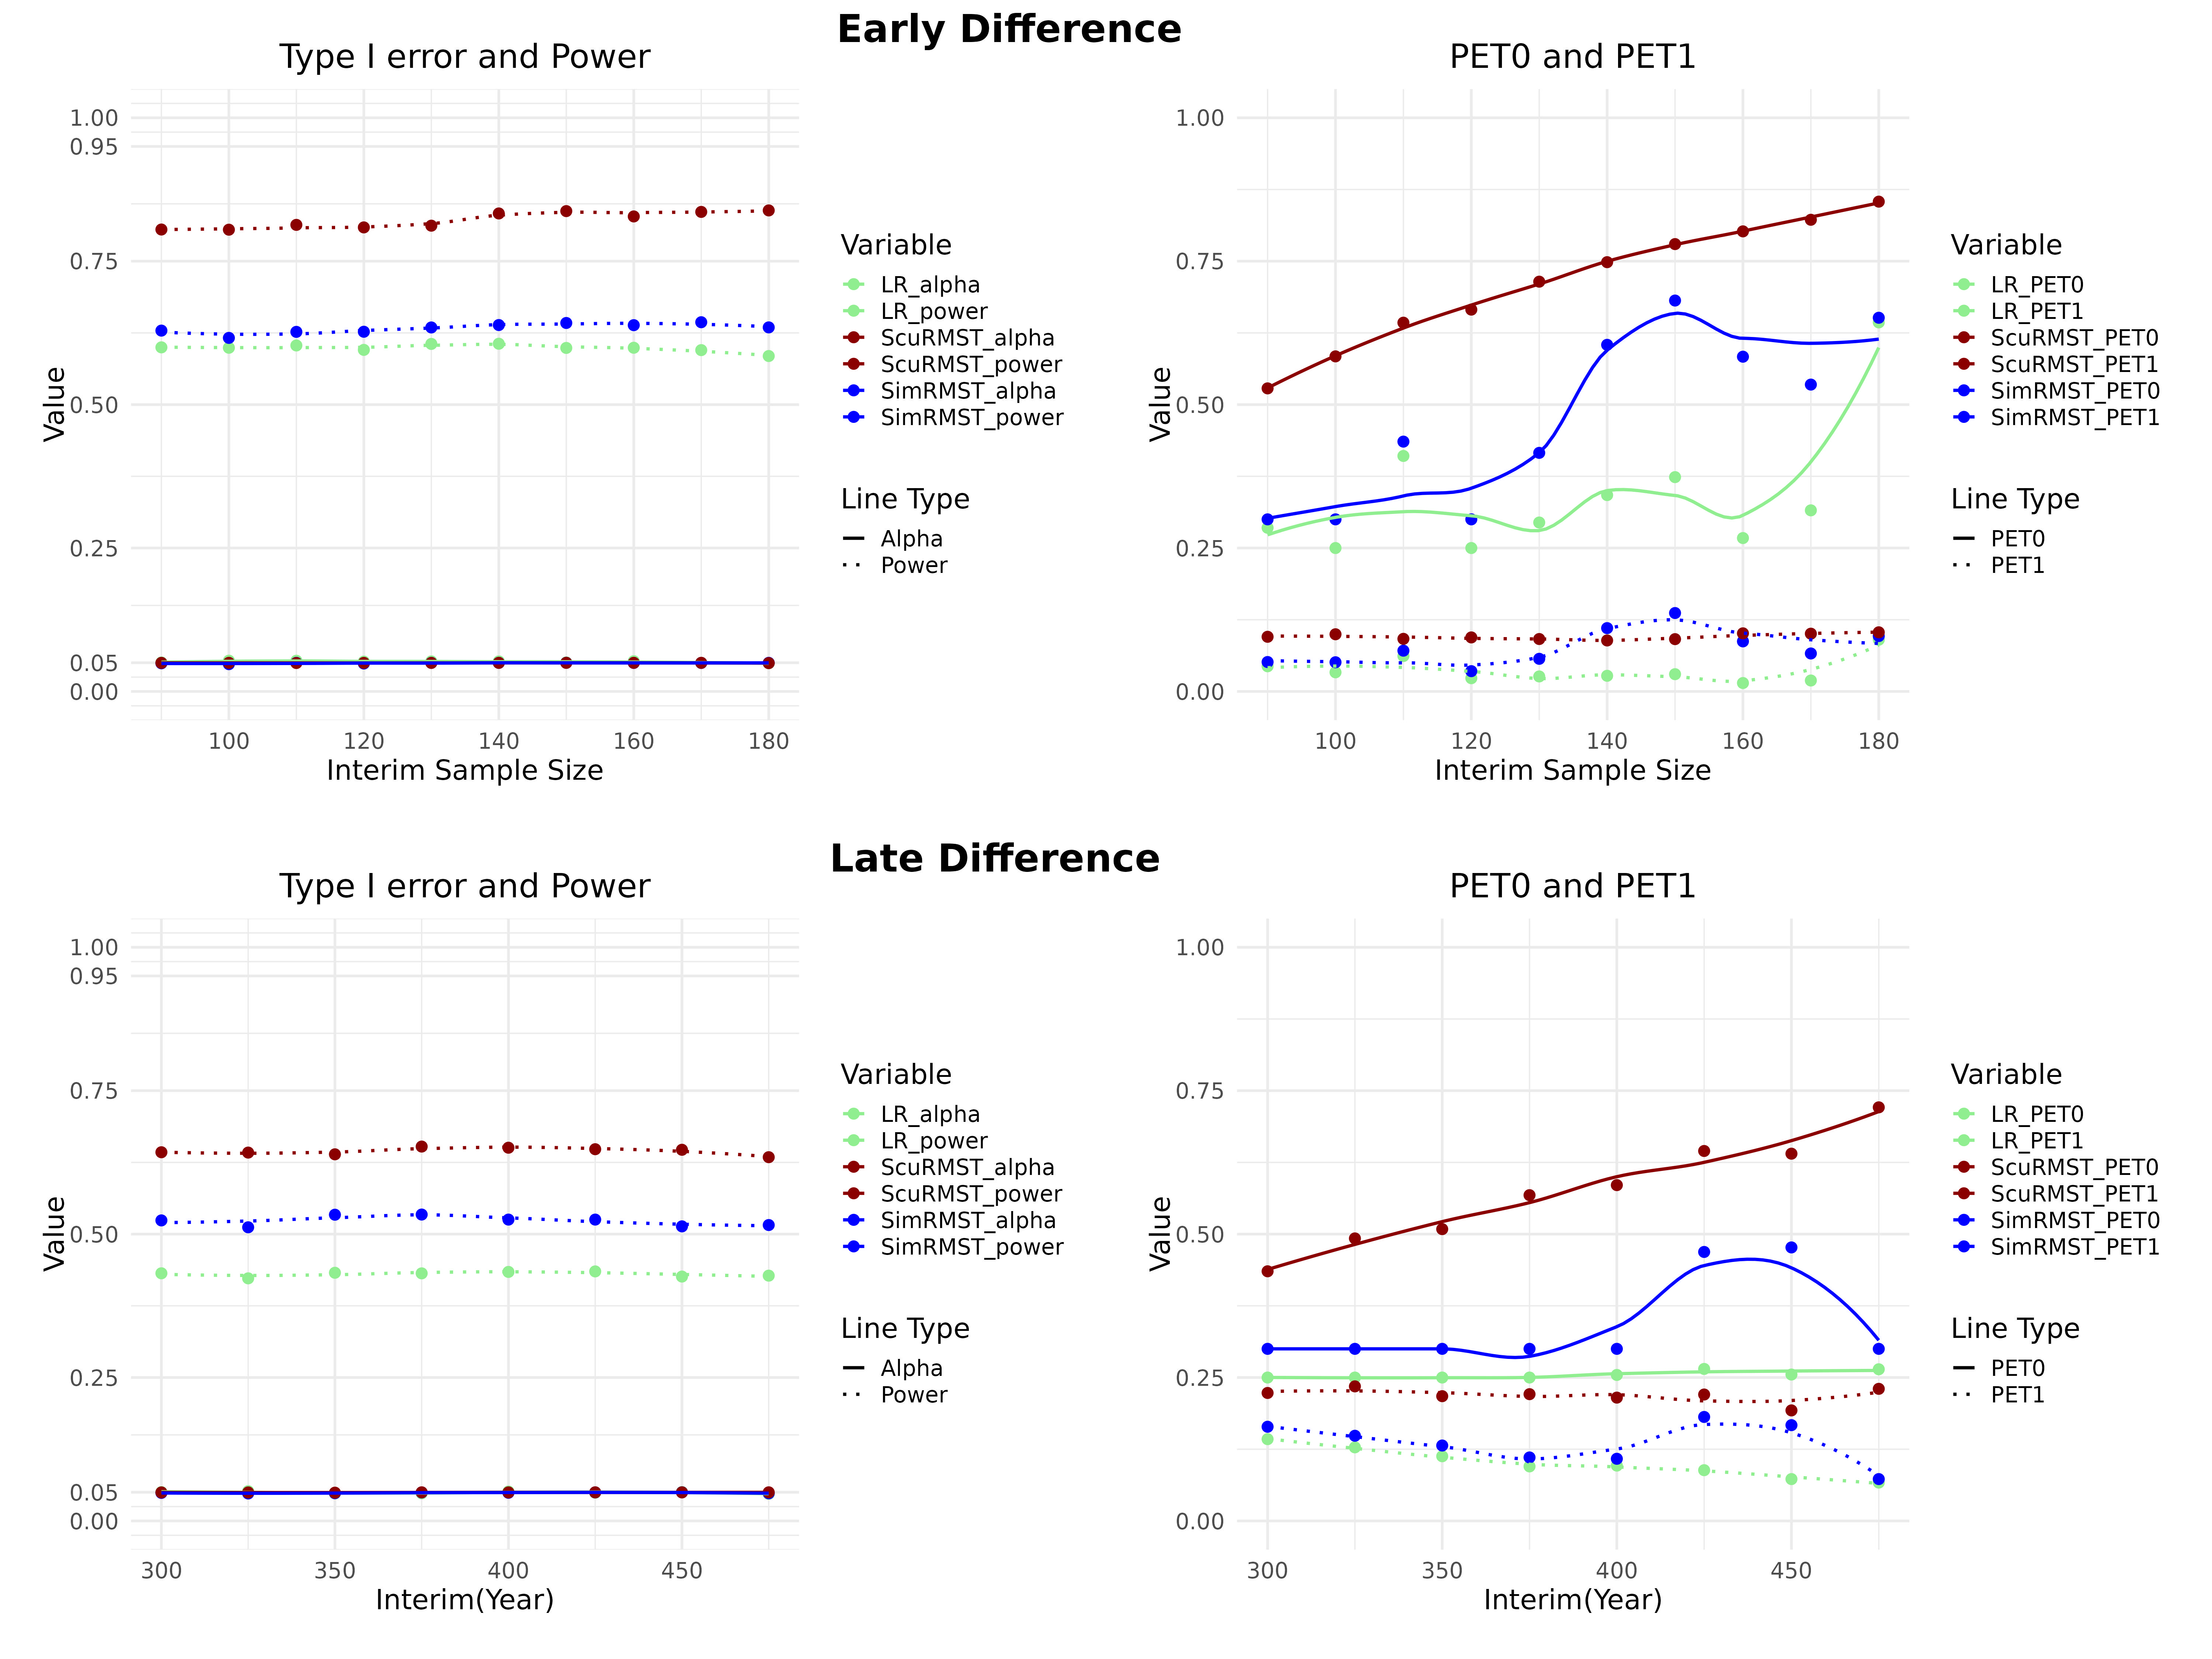 Early Difference
Type I error and Power
1.00
0.95
0.75
0.50
0.25
0.05
0.00
Value
100 120 140 160 180
Interim Sample Size
Variable
LR_alpha
LR_power
ScuRMST_alpha
ScuRMST_power
SimRMST_alpha
SimRMST_power
Line Type
Alpha
Power
PET0 and PET1
1.00
0.75
0.50
0.25
0.00
Value
100 120 140 160 180
Interim Sample Size
Variable
LR_PET0
LR_PET1
ScuRMST_PET0
ScuRMST_PET1
SimRMST_PET0
SimRMST_PET1
Line Type
PET0
PET1
Late Difference
Type I error and Power
1.00
0.95
0.75
0.50
0.25
0.05
0.00
Value
300 350 400 450
Interim(Year)
Variable
LR_alpha
LR_power
ScuRMST_alpha
ScuRMST_power
SimRMST_alpha
SimRMST_power
Line Type
Alpha
Power
PET0 and PET1
1.00
0.75
0.50
0.25
0.00
Value
300 350 400 450
Interim(Year)
Variable
LR_PET0
LR_PET1
ScuRMST_PET0
ScuRMST_PET1
SimRMST_PET0
SimRMST_PET1
Line Type
PET0
PET1